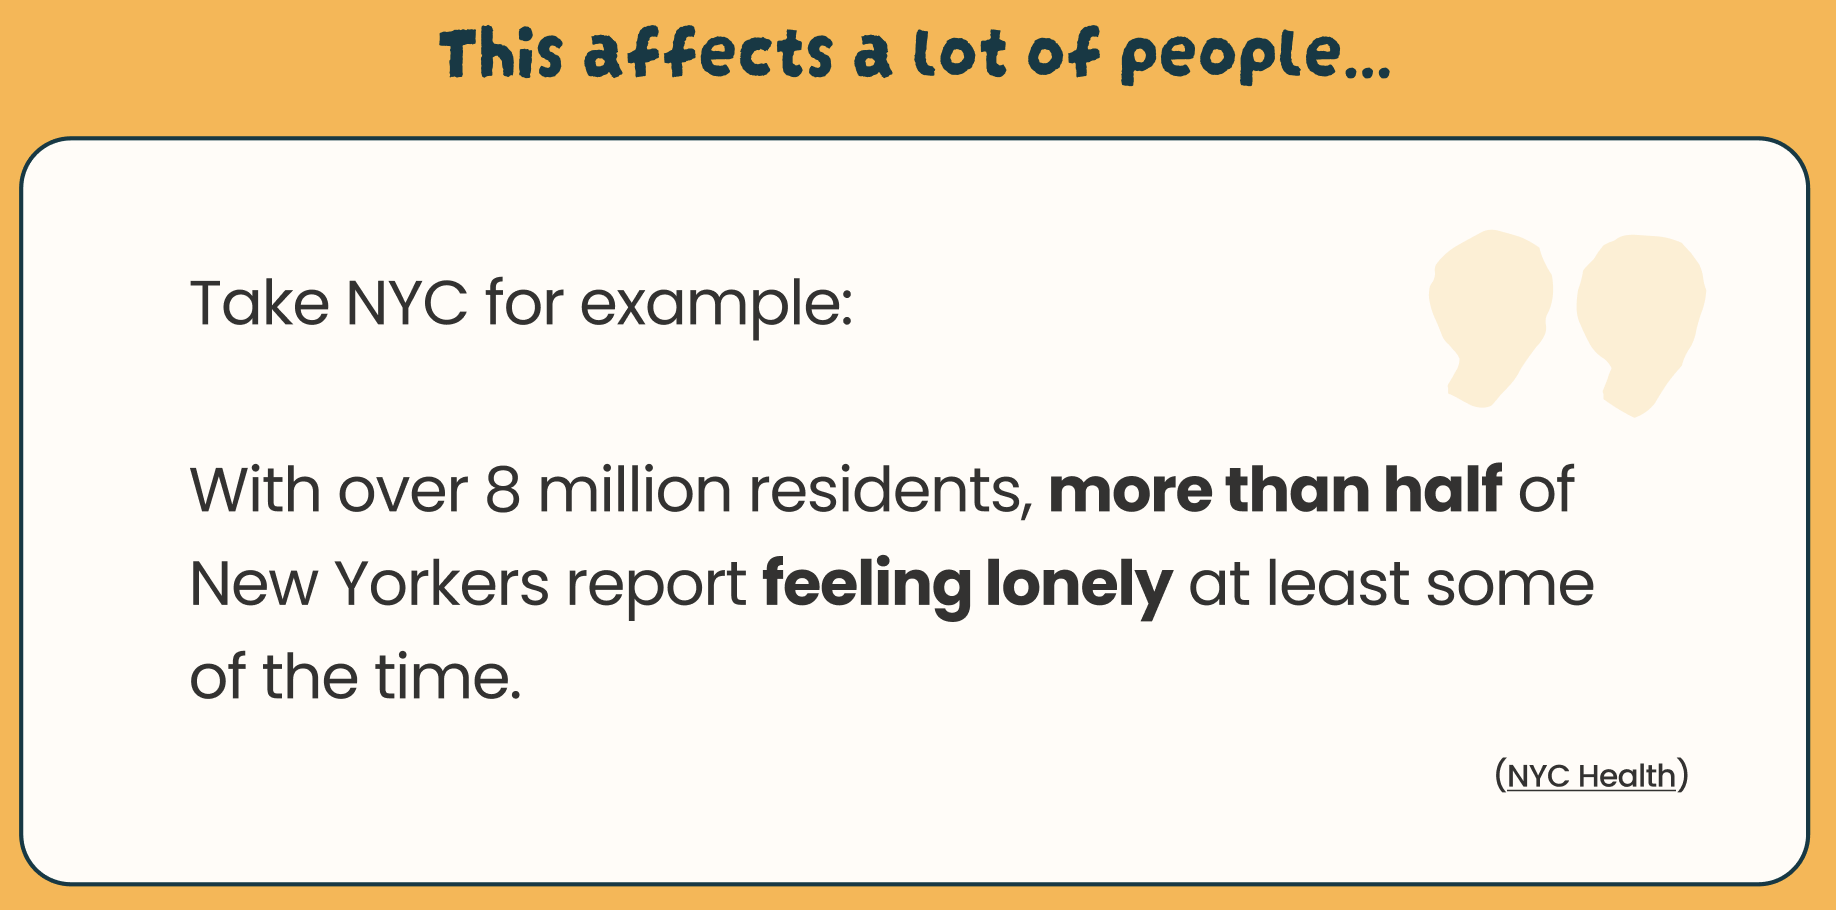 This affects a lot of people...
Take NYC for example:
With over 8 million residents, more than half of
New Yorkers report feeling lonely at least some
of the time.
(NYC Health)